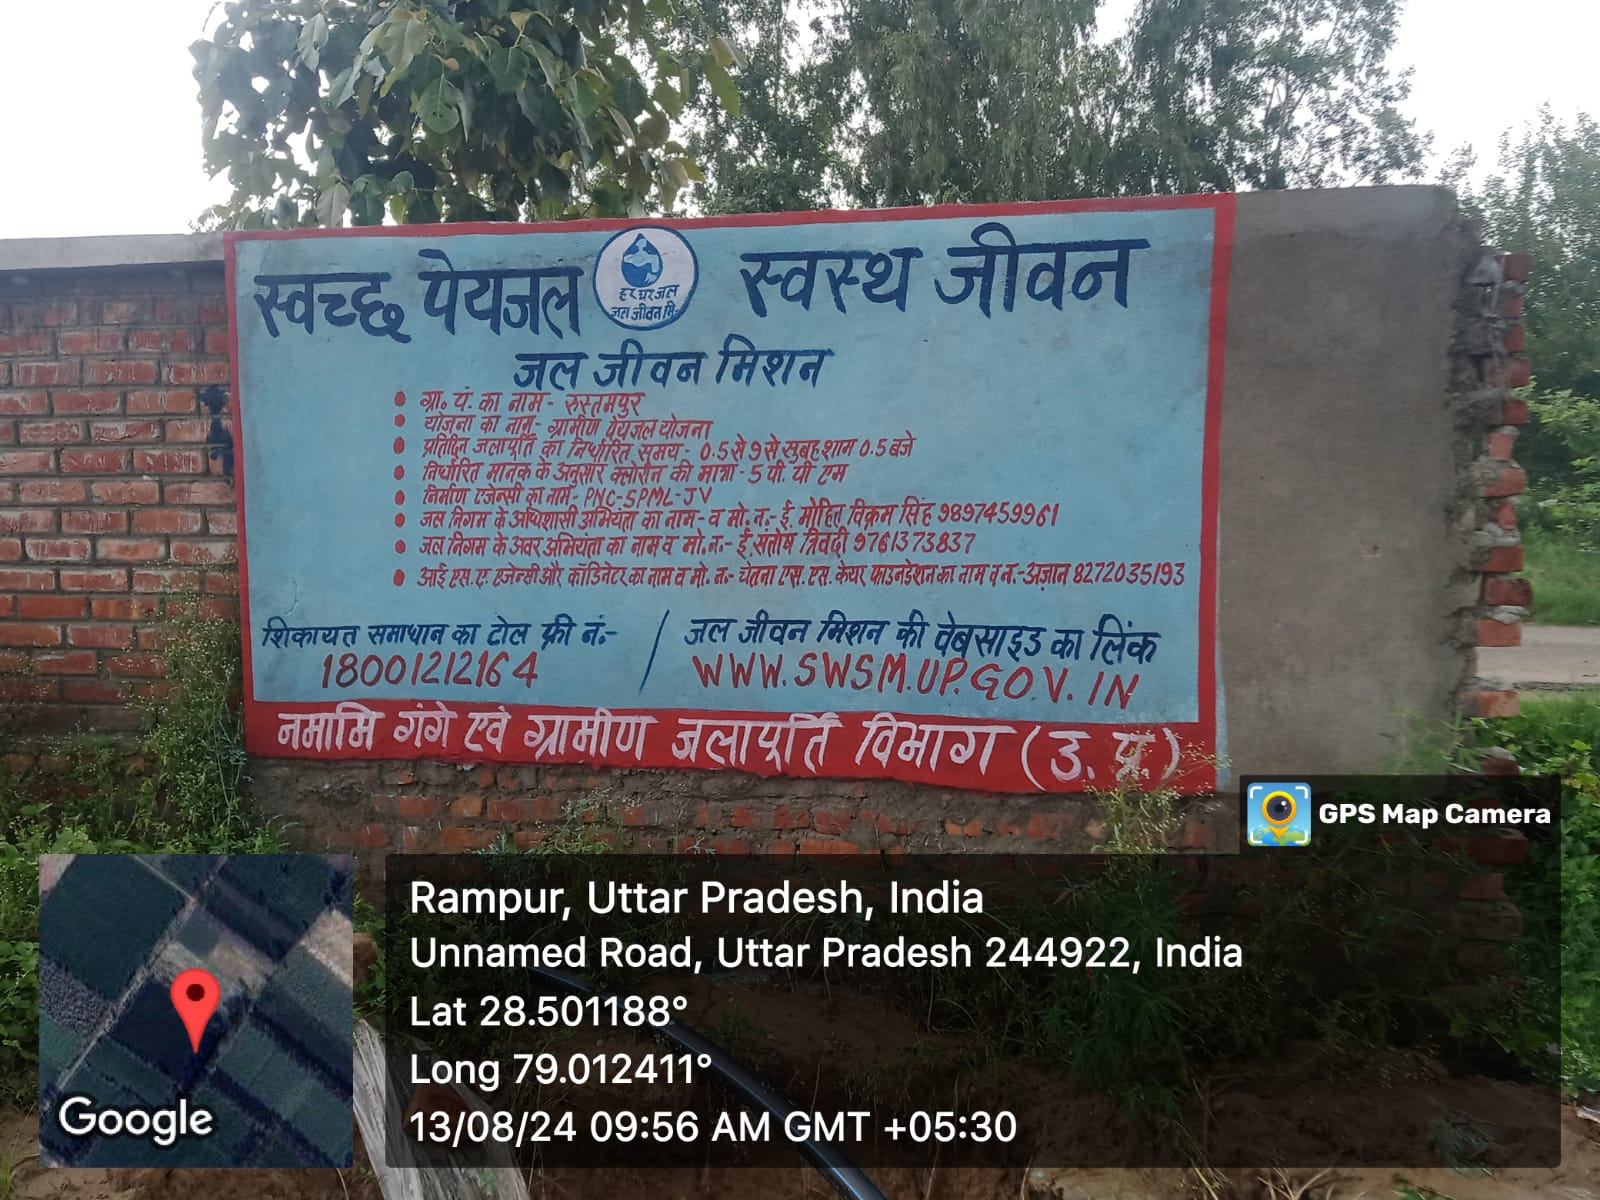 स्वच्छ पेयजल
हर घर जल
जल जीवन मि.
स्वस्थ जीवन
जल जीवन मिशन
ग्रा. पं. का नाम- रुस्तमपुर
योजना का नाम- ग्रामीण पेयजल योजना
प्रतिदिन जलापूर्ति का निर्धारित समय- 0.5 से 9 से सुबह शाम 0.5 बजे
निर्धारित मानक के अनुसार क्लोरीन की मात्रा - 5 पी. पी एम
निर्माण एजेन्सी का नाम- PNC-SPML-JV
जल निगम के अधिशासी अभियंता का नाम- व मो. न.- ई. मोहित विक्रम सिंह 9897459961
जल निगम के अवर अभियंता का नाम व मो.न.- ई. संतोष त्रिवदी 9761373837
आई एस. ए. एजेन्सी और कॉडिनेटर का नाम व मो. न.- चेतना एस. एस. केयर फाउनडेशन का नाम व न.- अज़ान 8272035193
शिकायत समाधान का टोल फ्री नं.-
18001212164
जल जीवन मिशन की वेबसाइड का लिंक
WWW.SWSM.UP.GOV.IN
नमामि गंगे एवं ग्रामीण जलापूर्ति विभाग (उ. प्र.)
GPS Map Camera
Rampur, Uttar Pradesh, India
Unnamed Road, Uttar Pradesh 244922, India
Lat 28.501188°
Long 79.012411°
13/08/24 09:56 AM GMT +05:30
Google